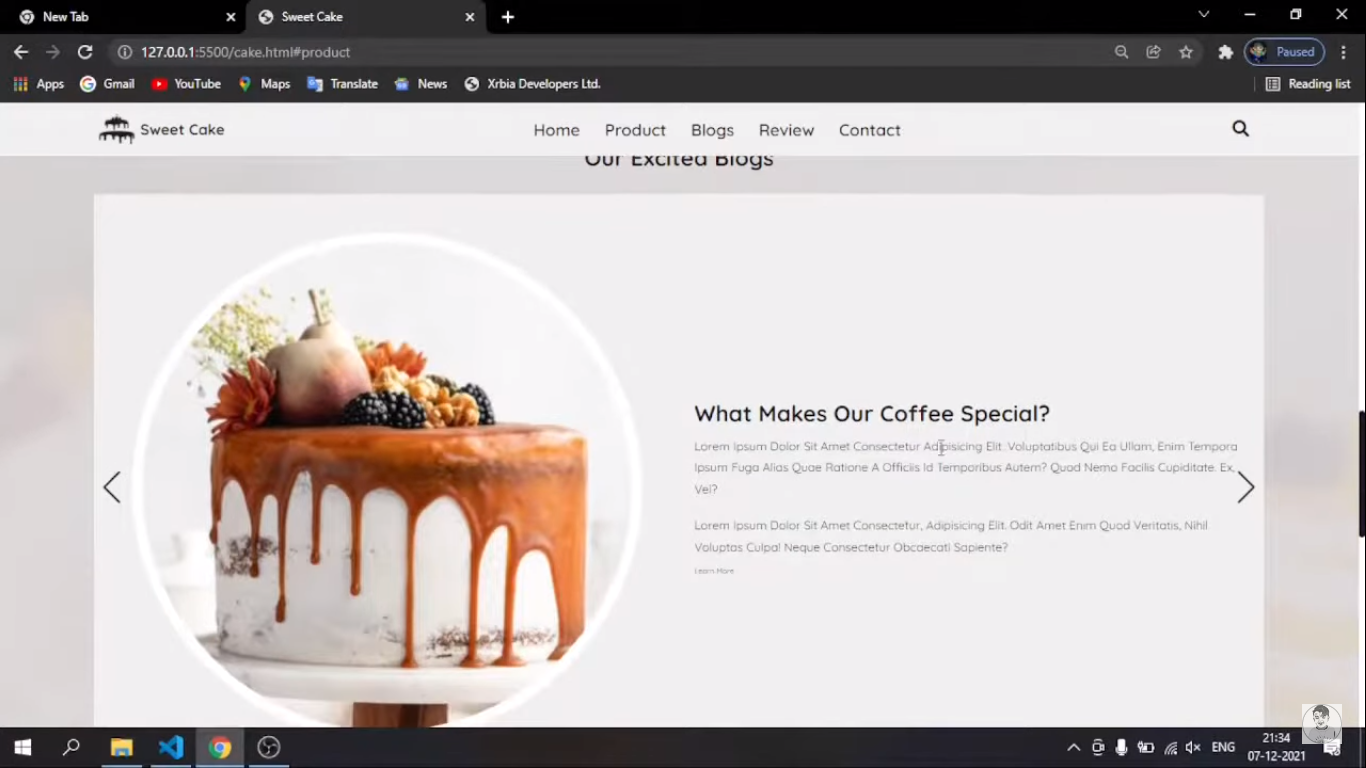 New Tab
Sweet Cake
127.0.0.1:5500/cake.html#product
Paused
Apps
Gmail
YouTube
Maps
Translate
News
Xrbia Developers Ltd.
Reading list
Sweet Cake
Home
Product
Blogs
Review
Contact
Our Excited Blogs
What Makes Our Coffee Special?
Lorem Ipsum Dolor Sit Amet Consectetur Adipisicing Elit. Voluptatibus Qui Ea Ullam, Enim Tempora
Ipsum Fuga Alias Quae Ratione A Officiis Id Temporibus Autem? Quod Nemo Facilis Cupiditate. Ex,
Vel?
Lorem Ipsum Dolor Sit Amet Consectetur, Adipisicing Elit. Odit Amet Enim Quod Veritatis, Nihil
Voluptas Culpa! Neque Consectetur Obcaecati Sapiente?
Learn More
ENG
21:34
07-12-2021